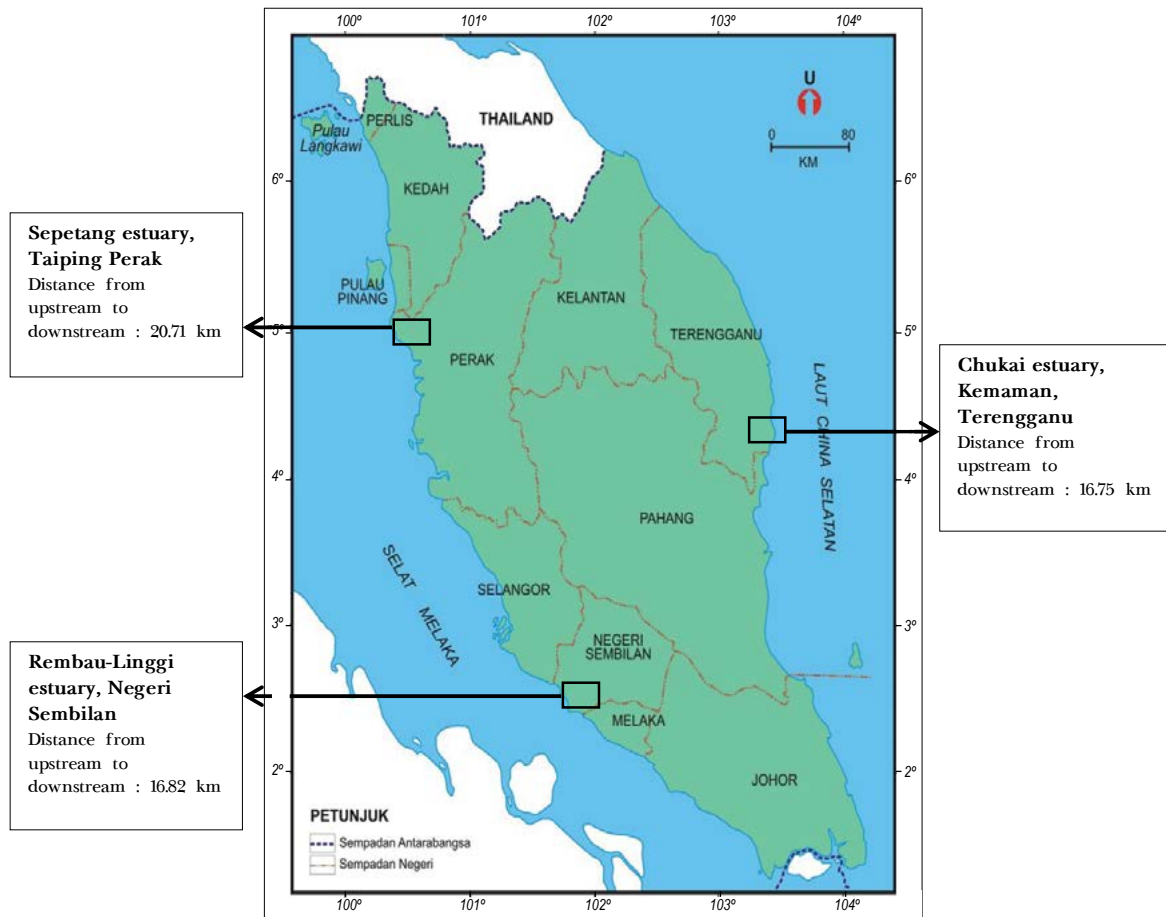 100º 101º 102º 103º 104º
U
0 80
KM
THAILAND
PERLIS
Pulau
Langkawi
KEDAH
6º 6º
Sepetang estuary,
Taiping Perak
Distance from
upstream to
downstream : 20.71 km
PULAU
PINANG
KELANTAN
TERENGGANU
5º 5º
PERAK
Chukai estuary,
Kemaman,
Terengganu
Distance from
upstream to
downstream : 16.75 km
LAUT CHINA SELATAN
4º 4º
PAHANG
SELAT MELAKA
SELANGOR
3º 3º
NEGERI
SEMBILAN
Rembau-Linggi
estuary, Negeri
Sembilan
Distance from
upstream to
downstream : 16.82 km
MELAKA
2º 2º
JOHOR
PETUNJUK
Sempadan Antarabangsa
Sempadan Negeri
100º 101º 102º 103º 104º